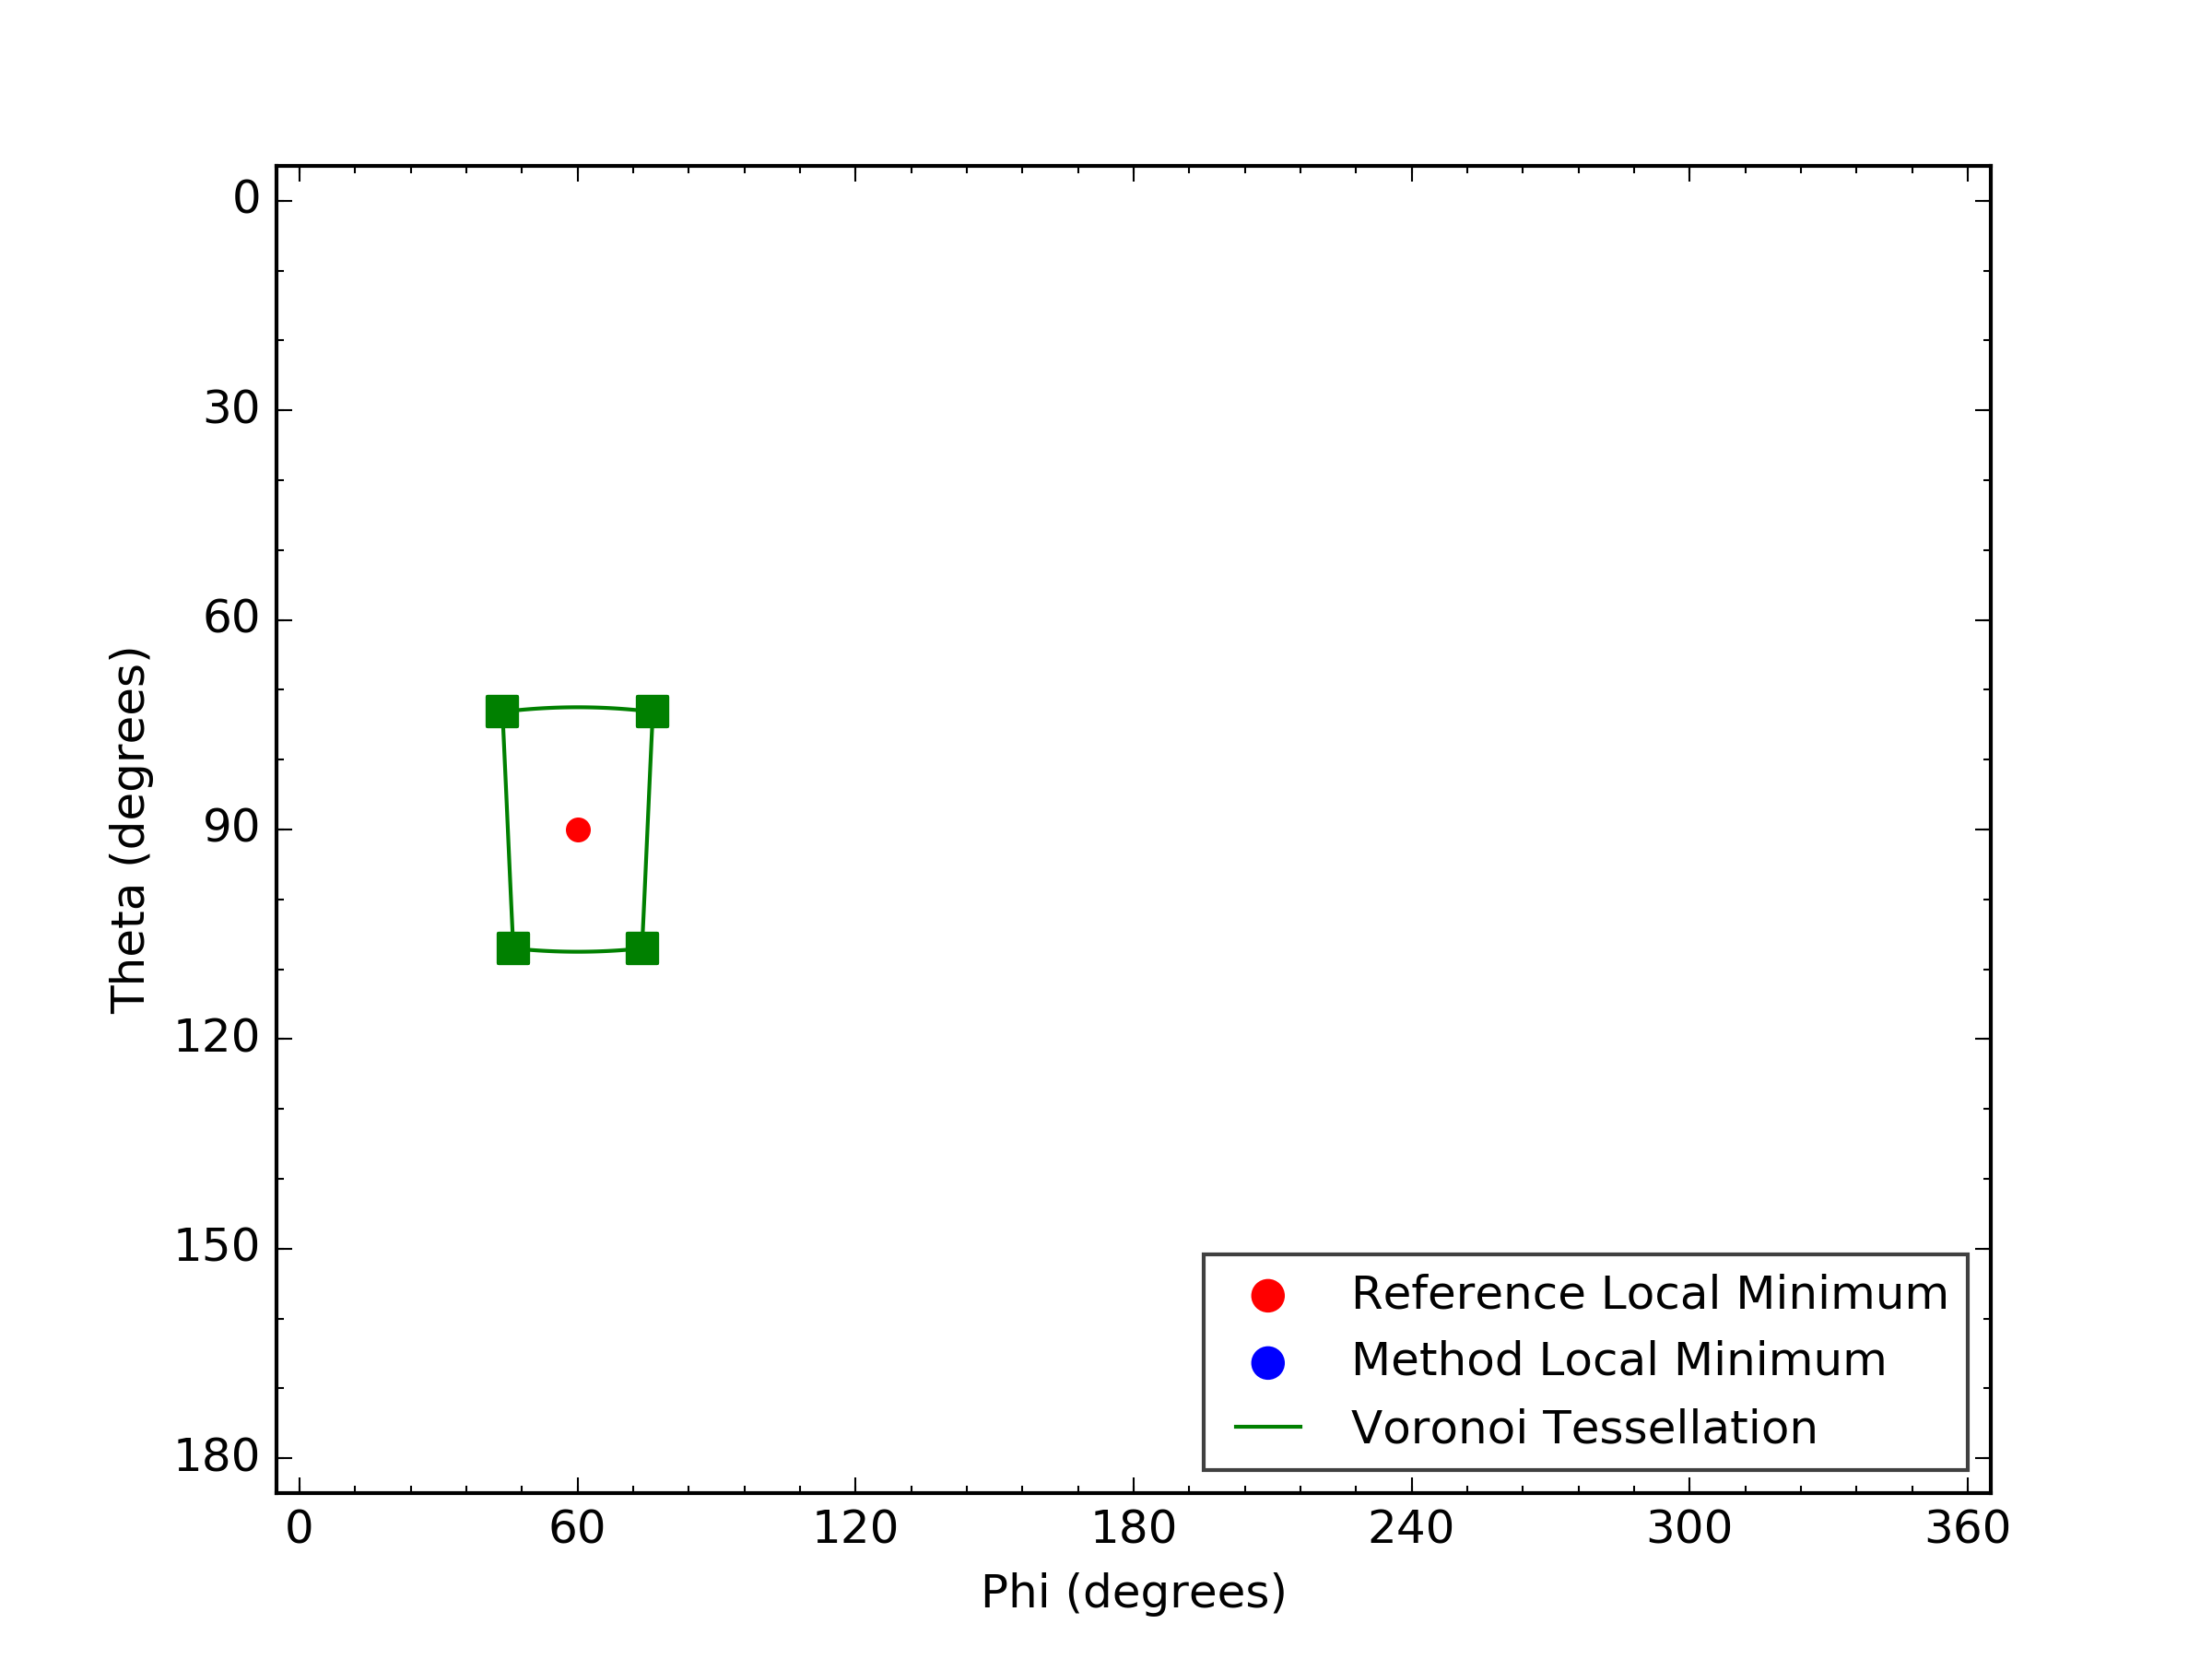 0
30
60
90
120
150
180
Theta (degrees)
Reference Local Minimum
Method Local Minimum
Voronoi Tessellation
0 60 120 180 240 300 360
Phi (degrees)